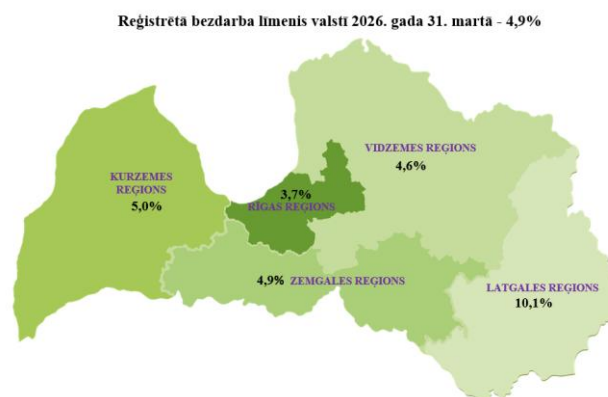 Reģistrētā bezdarba līmenis valstī 2026. gada 31. martā - 4,9%
VIDZEMES REĢIONS
4,6%
KURZEMES
REĢIONS
5,0%
3,7%
RĪGAS REĢIONS
4,9% ZEMGALES REĢIONS
LATGALES REĢIONS
10,1%